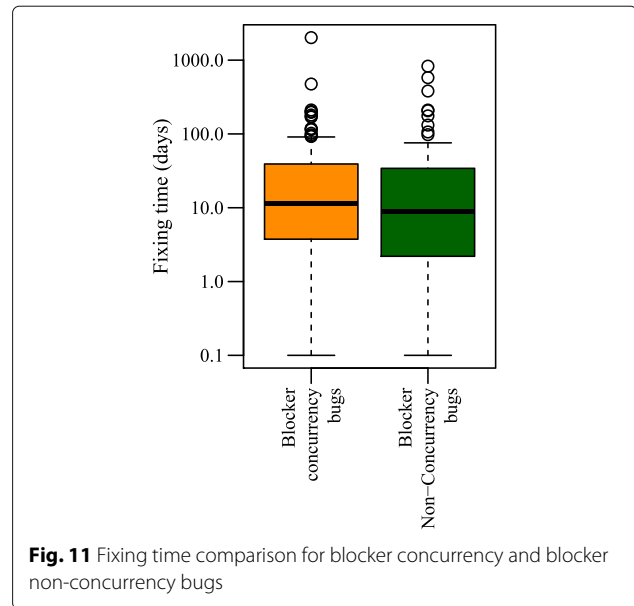 1000.0
100.0
10.0
1.0
0.1
Fixing time (days)
Blocker
concurrency
bugs
Blocker
Non−Concurrency
bugs
Fig. 11 Fixing time comparison for blocker concurrency and blocker
non-concurrency bugs